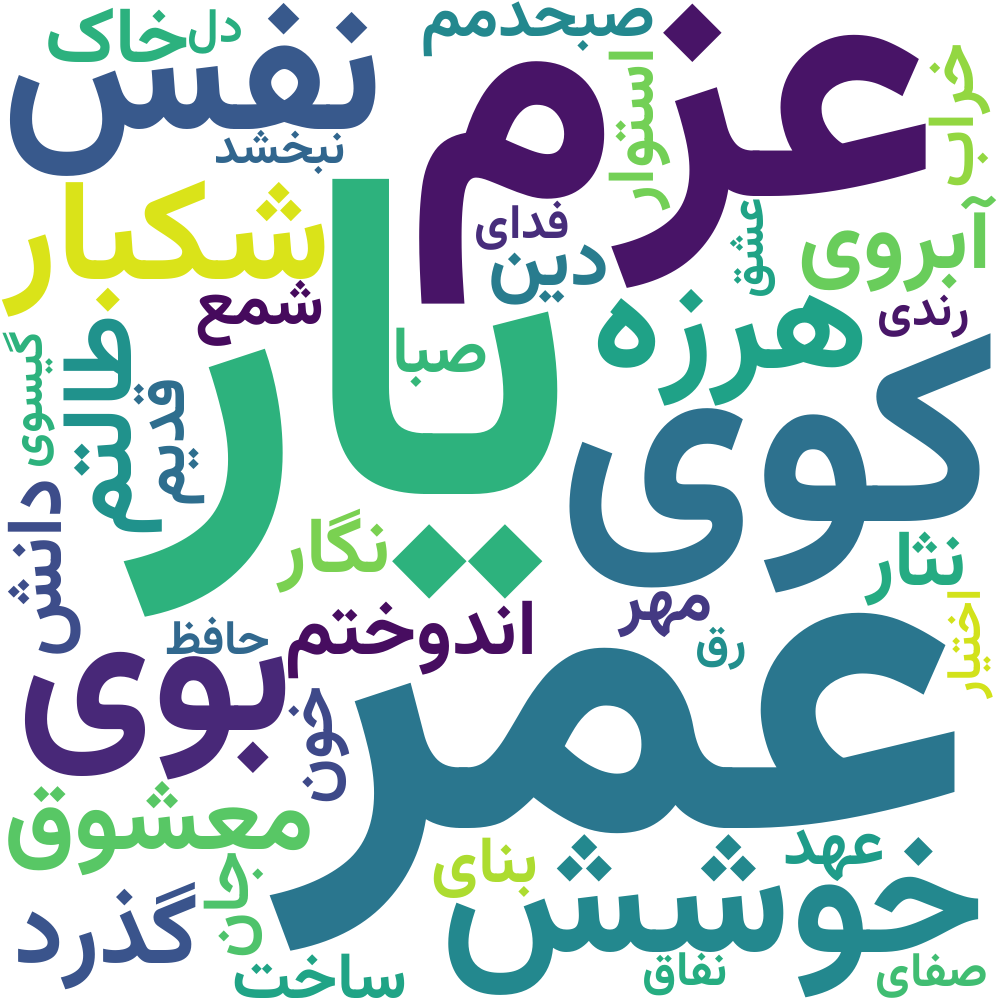 خاک
دل
صبحدمم
نفس
عزم
استوار
خراب
نبخشد
شکبار
فدای
عشق
آبروی
دین
شمع
یار
هرزه
رندی
صبا
طالتم
گیسوی
قدیم
کوی
دانش
نگار
نثار
اندوختم
مهر
اختیار
حافظ
رق
بوی
عمر
خون
معشوق
بنای
عهد
خوشش
جان
گذرد
ساخت
نفاق
صفای